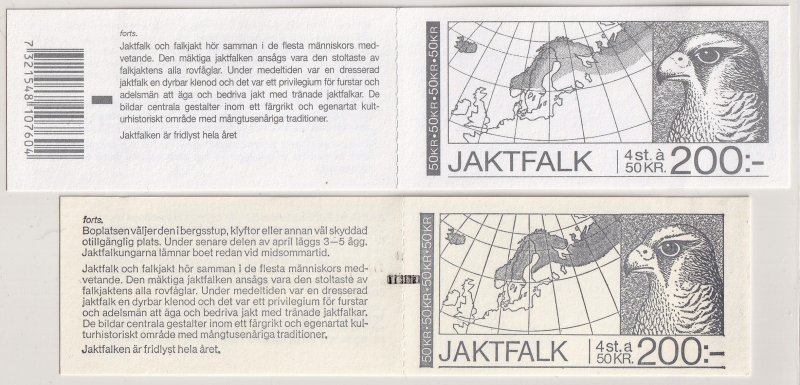 forts.
Jaktfalk och falkjakt hör samman i de flesta människors med-
vetande. Den mäktiga jaktfalken ansågs vara den stoltaste av
falkjaktens alla rovfåglar. Under medeltiden var en dresserad
jaktfalk en dyrbar klenod och det var ett privilegium för furstar och
adelsmän att äga och bedriva jakt med tränade jaktfalkar. De
bildar centrala gestalter inom ett färgrikt och egenartat kult-
urhistoriskt område med mångtusenåriga traditioner.
Jaktfalken är fridlyst hela året
7321548107604
50KR•50KR•50KR•50KR
JAKTFALK
4 st. à
50 KR.
200:-
forts.
Boplatsen väljer den i bergsstup, klyftor eller annan väl skyddad
otillgänglig plats. Under senare delen av april läggs 3—5 ägg.
Jaktfalkungarna lämnar boet redan vid midsommartid.
Jaktfalk och falkjakt hör samman i de flesta människors med-
vetande. Den mäktiga jaktfalken ansågs vara den stoltaste av
falkjaktens alla rovfåglar. Under medeltiden var en dresserad
jaktfalk en dyrbar klenod och det var ett privilegium för furstar
och adelsmän att äga och bedriva jakt med tränade jaktfalkar.
De bildar centrala gestalter inom ett färgrikt och egenartat kul-
turhistoriskt område med mångtusenåriga traditioner.
Jaktfalken är fridlyst hela året.
50KR•50KR•50KR•50KR
JAKTFALK
4 st. a
50 KR.
200:-